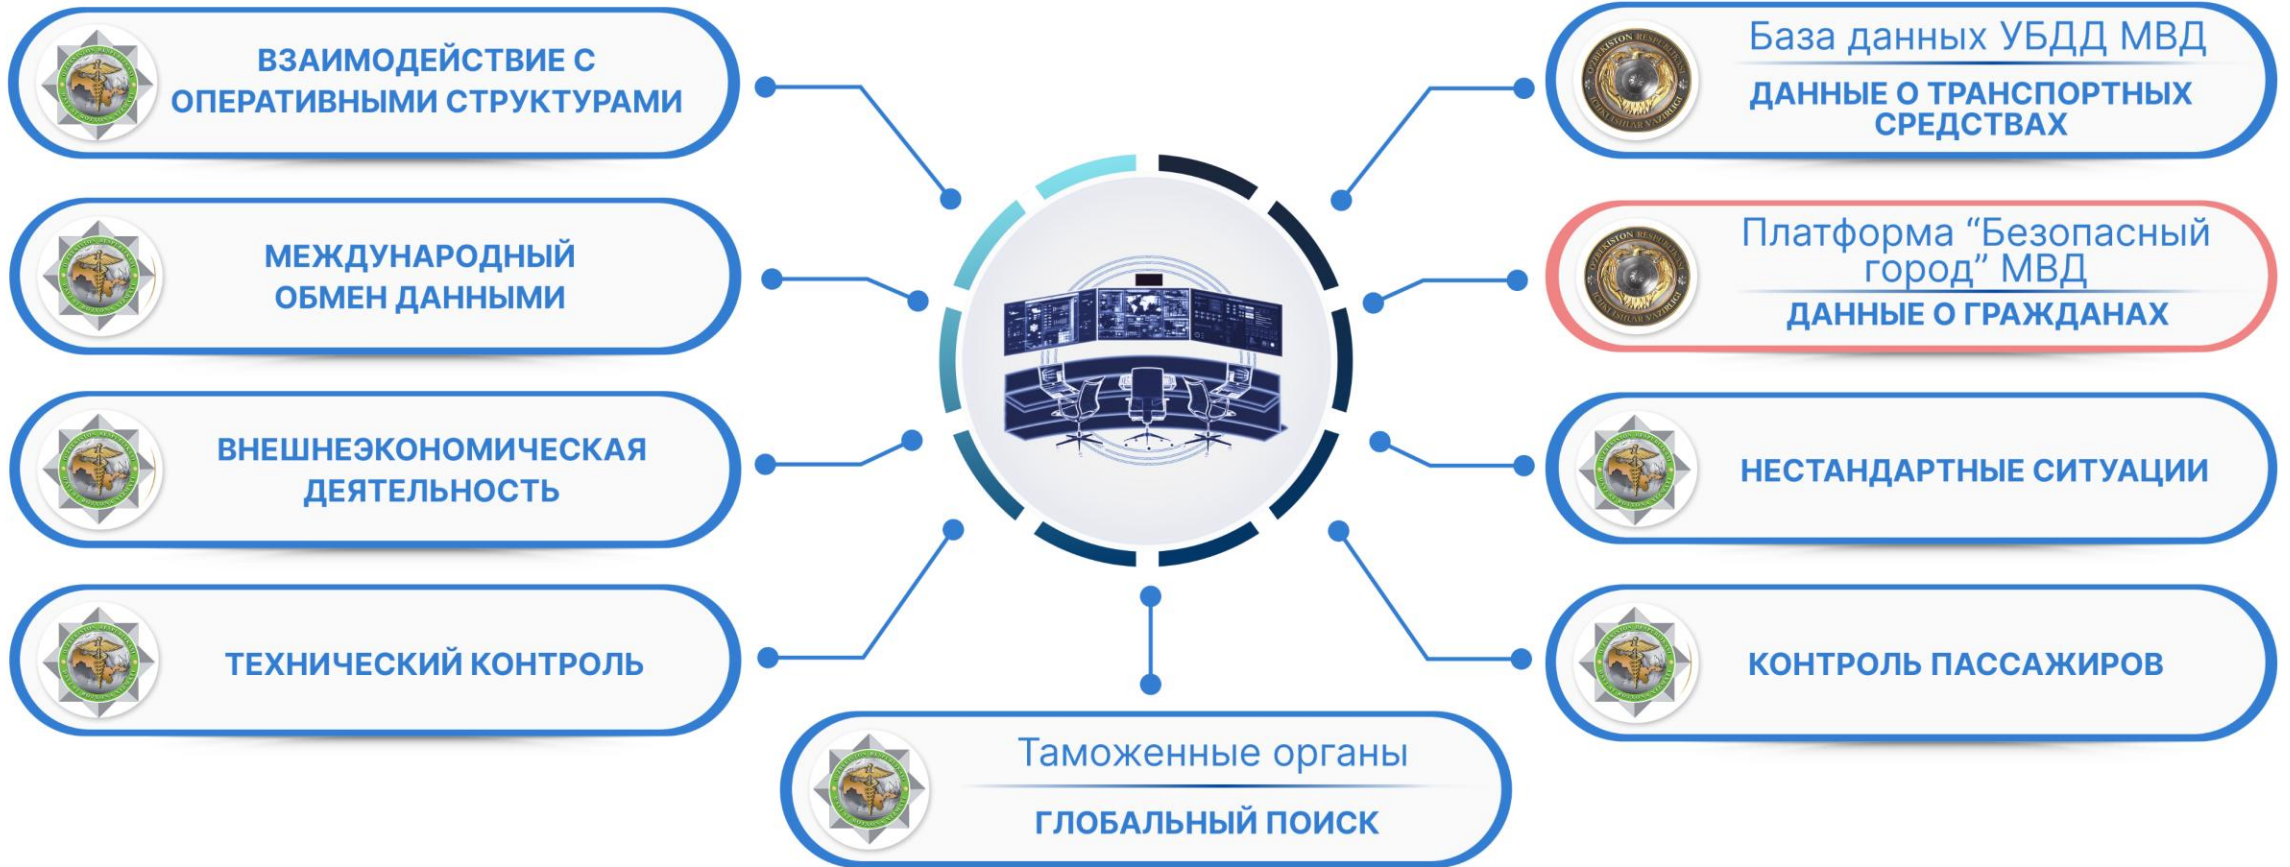 ВЗАИМОДЕЙСТВИЕ С
ОПЕРАТИВНЫМИ СТРУКТУРАМИ
МЕЖДУНАРОДНЫЙ
ОБМЕН ДАННЫМИ
ВНЕШНЕЭКОНОМИЧЕСКАЯ
ДЕЯТЕЛЬНОСТЬ
ТЕХНИЧЕСКИЙ КОНТРОЛЬ
Таможенные органы
ГЛОБАЛЬНЫЙ ПОИСК
База данных УБДД МВД
ДАННЫЕ О ТРАНСПОРТНЫХ
СРЕДСТВАХ
Платформа “Безопасный
город” МВД
ДАННЫЕ О ГРАЖДАНАХ
НЕСТАНДАРТНЫЕ СИТУАЦИИ
КОНТРОЛЬ ПАССАЖИРОВ